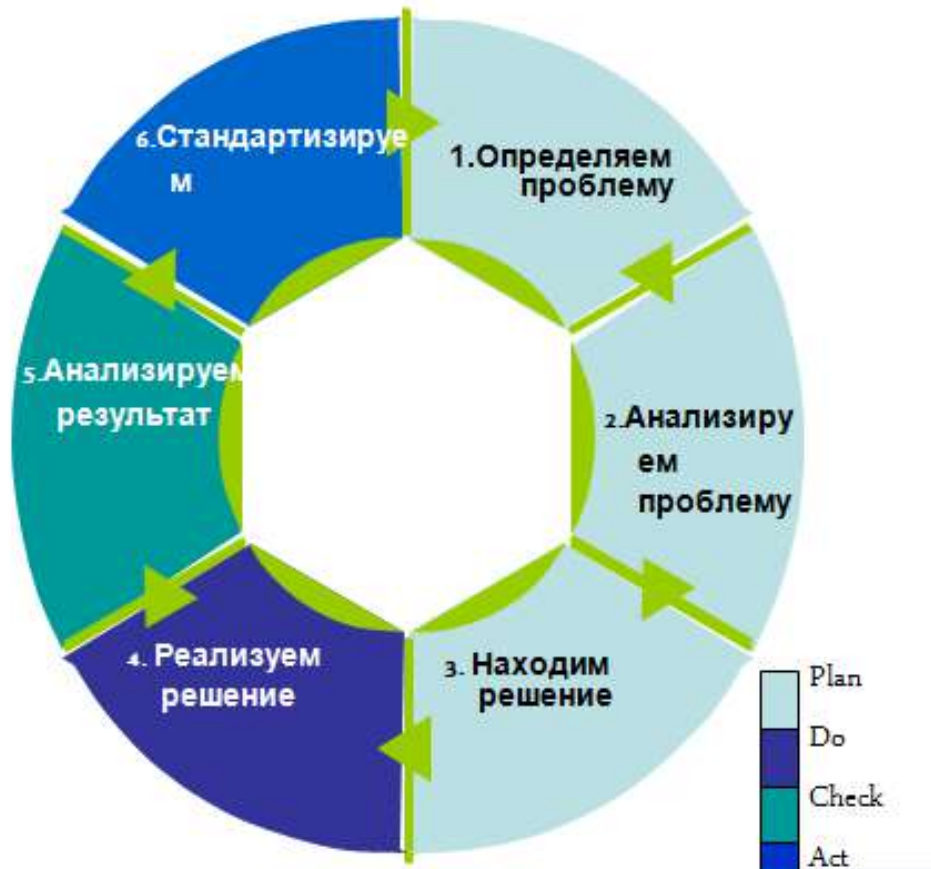 6.Стандартизируе
м
1.Определяем
проблему
2.Анализиру
ем
проблему
3. Находим
решение
4. Реализуем
решение
5.Анализируем
результат
Plan
Do
Check
Act